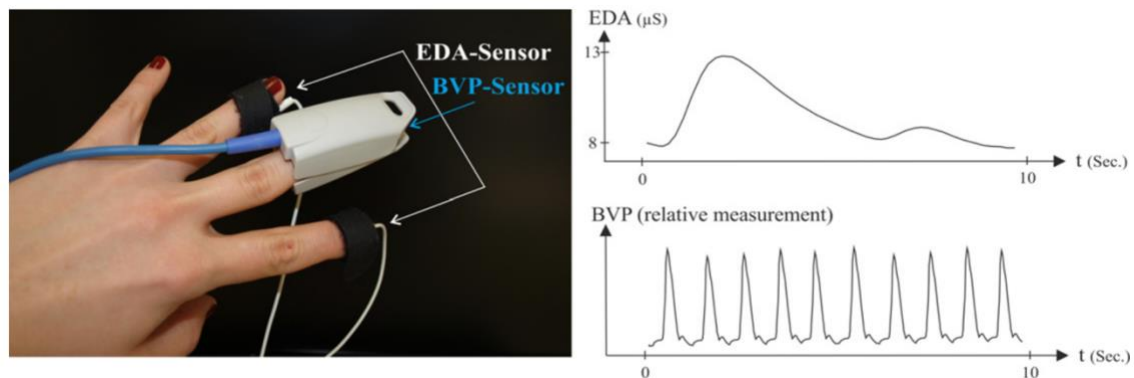 EDA-Sensor
BVP-Sensor
EDA (µS)
13
8
0
10
t (Sec.)
BVP (relative measurement)
0
10
t (Sec.)